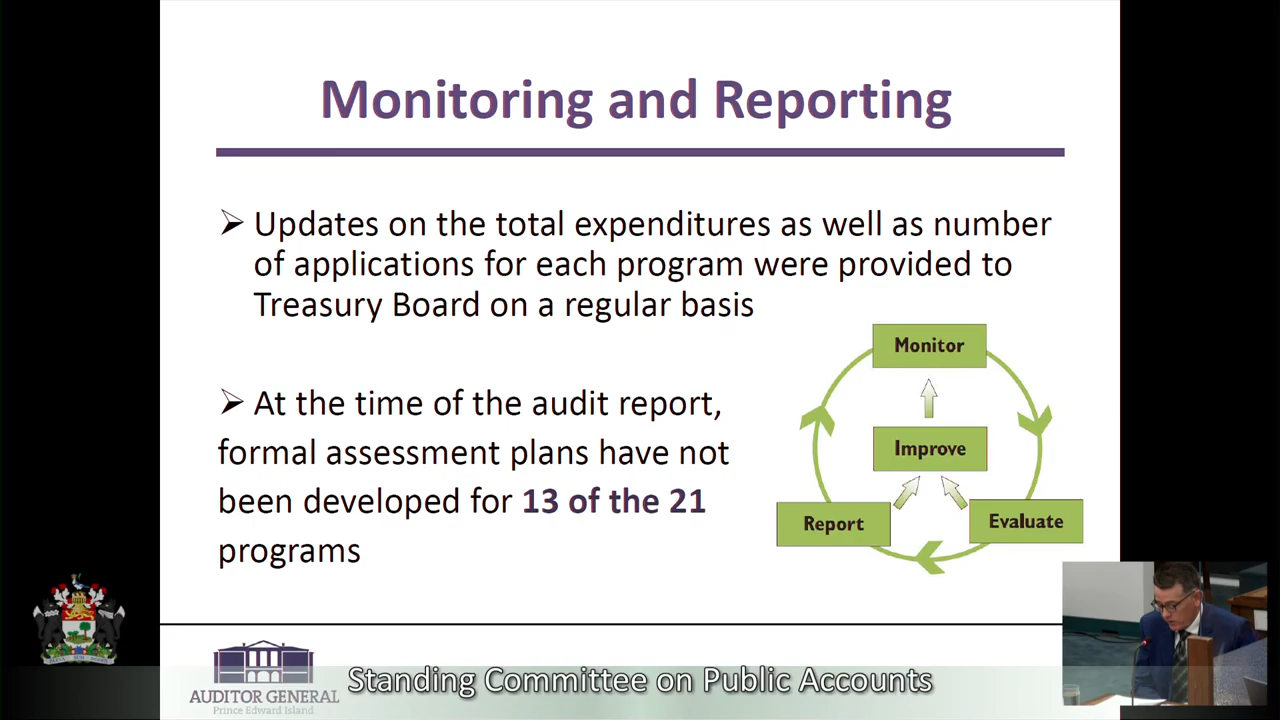 Monitoring and Reporting
Updates on the total expenditures as well as number
of applications for each program were provided to
Treasury Board on a regular basis
At the time of the audit report,
formal assessment plans have not
been developed for 13 of the 21
programs
Monitor
Improve
Report
Evaluate
AUDITOR GENERAL
Prince Edward Island
Standing Committee on Public Accounts